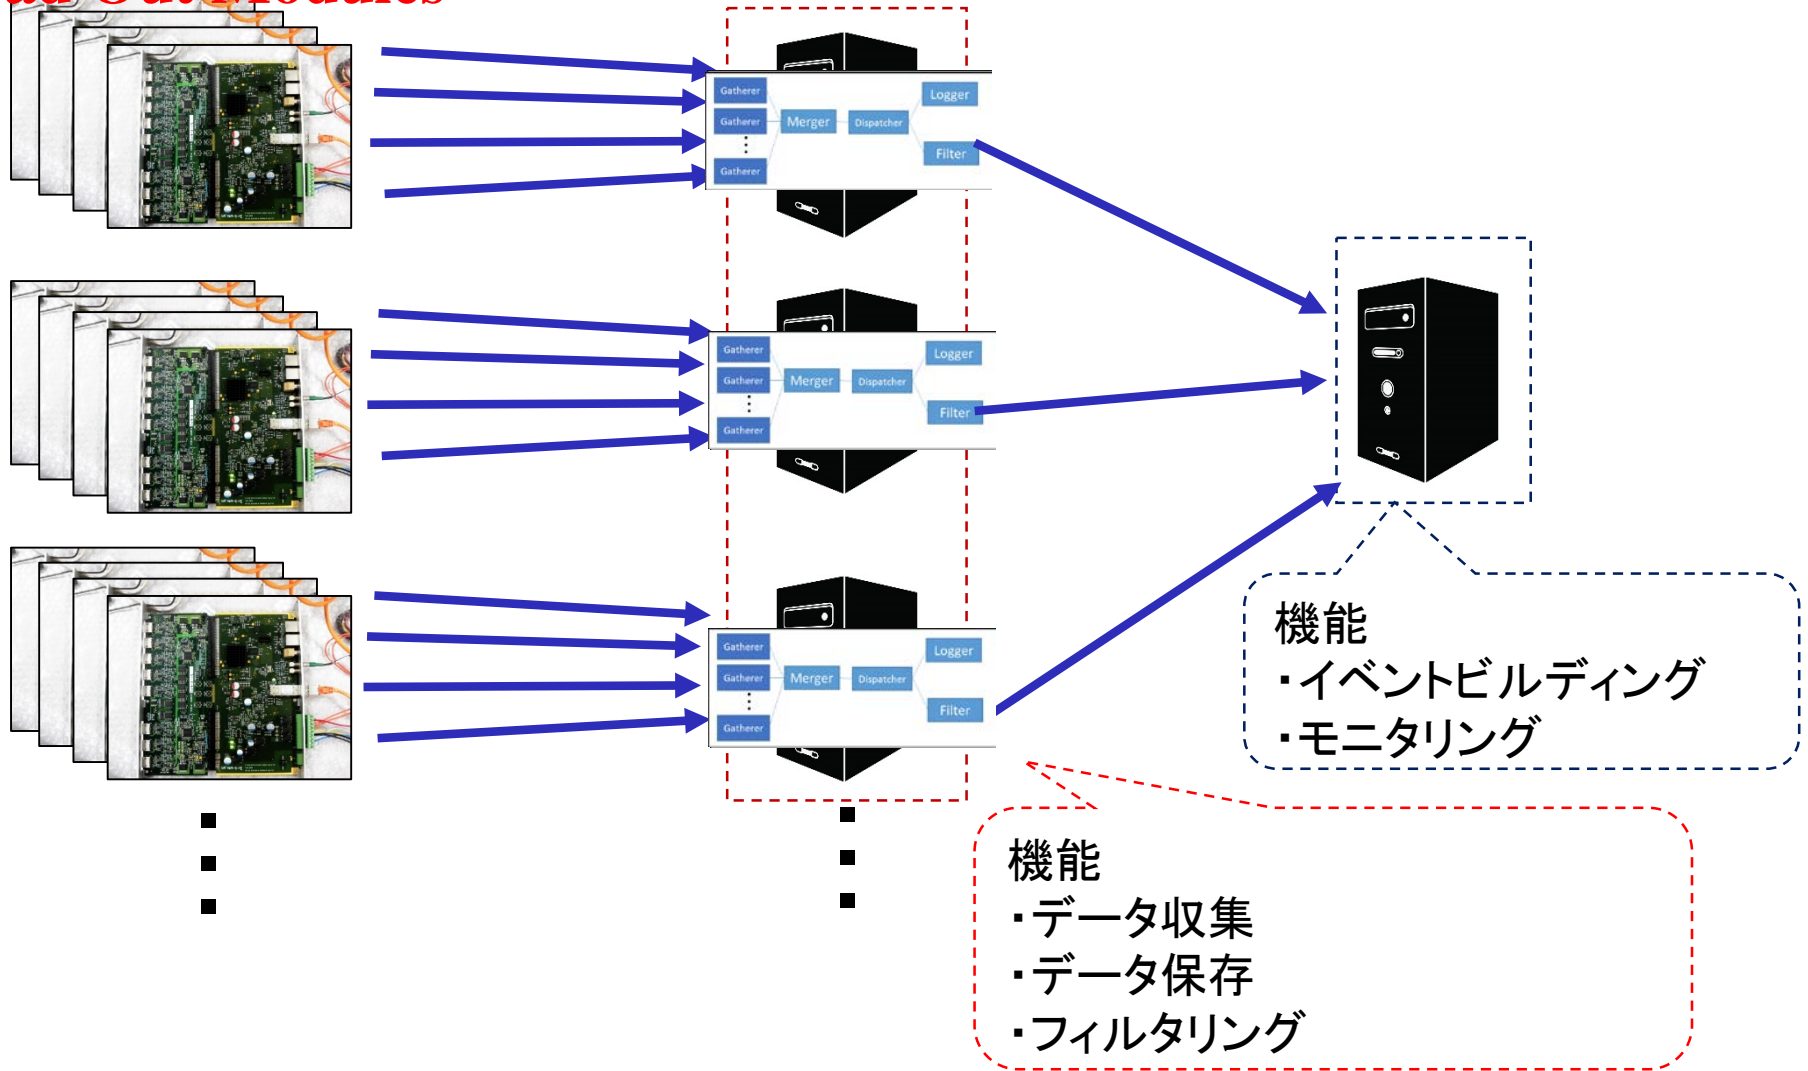 Out Modules
Gatherer
Gatherer
Gatherer
Merger
Dispatcher
Logger
Filter
Gatherer
Gatherer
Gatherer
Merger
Dispatcher
Logger
Filter
Gatherer
Gatherer
Gatherer
Merger
Dispatcher
Logger
Filter
機能
・イベントビルディング
・モニタリング
機能
・データ収集
・データ保存
・フィルタリング